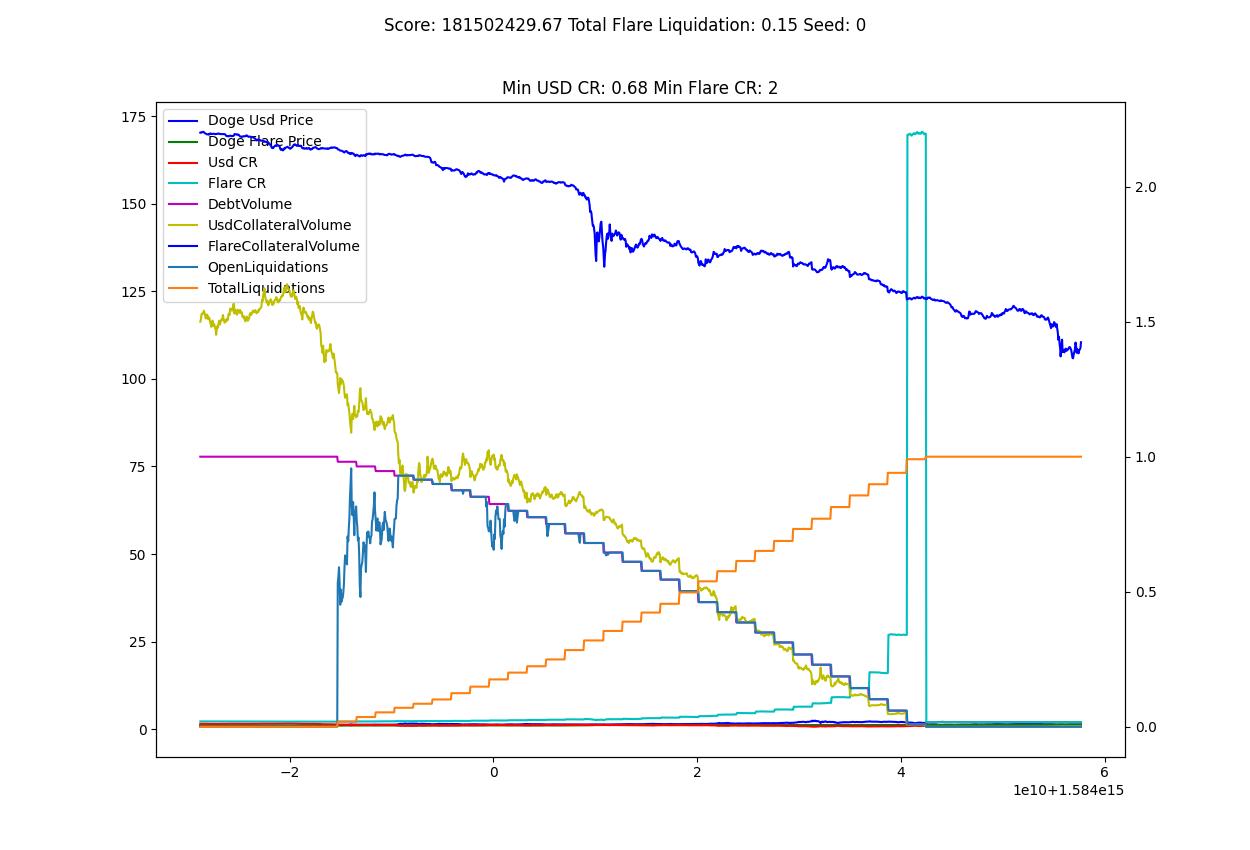 Score: 181502429.67 Total Flare Liquidation: 0.15 Seed: 0
Min USD CR: 0.68 Min Flare CR: 2
175
150
125
100
75
50
25
0
Doge Usd Price
Doge Flare Price
Usd CR
Flare CR
DebtVolume
UsdCollateralVolume
FlareCollateralVolume
OpenLiquidations
TotalLiquidations
2.0
1.5
1.0
0.5
0.0
−2 0 2 4 6
1e10+1.584e15